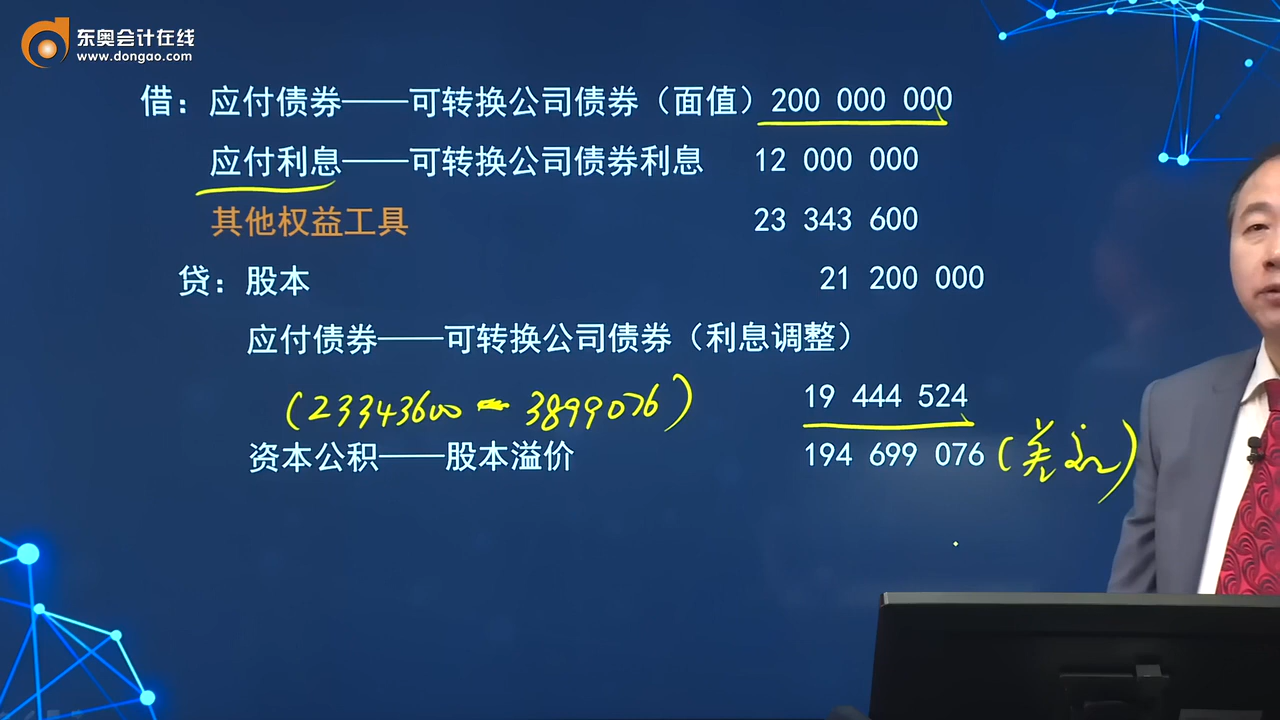 东奥会计在线
www.dongao.com
借：应付债券——可转换公司债券（面值）200 000 000
应付利息——可转换公司债券利息 12 000 000
其他权益工具 23 343 600
贷：股本 21 200 000
应付债券——可转换公司债券（利息调整）
(23343600-3899076) 19 444 524
资本公积——股本溢价 194 699 076 (差额)